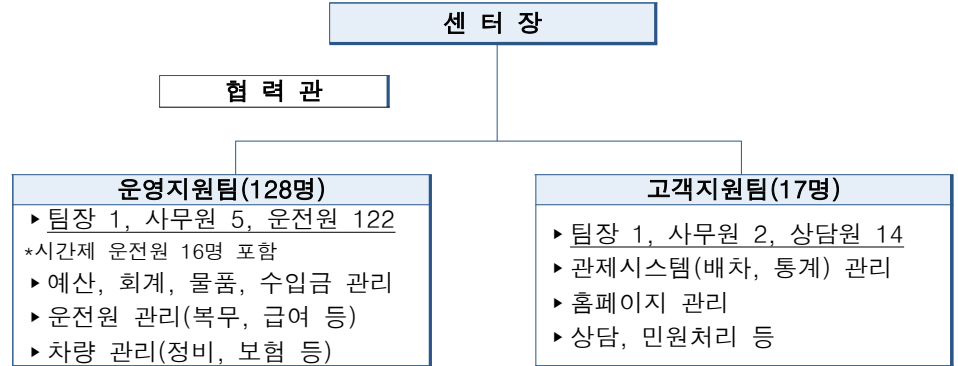 센 터 장
협 력 관
운영지원팀(128명)
▸팀장 1, 사무원 5, 운전원 122
*시간제 운전원 16명 포함
▸예산, 회계, 물품, 수입금 관리
▸운전원 관리(복무, 급여 등)
▸차량 관리(정비, 보험 등)
고객지원팀(17명)
▸팀장 1, 사무원 2, 상담원 14
▸관제시스템(배차, 통계) 관리
▸홈페이지 관리
▸상담, 민원처리 등